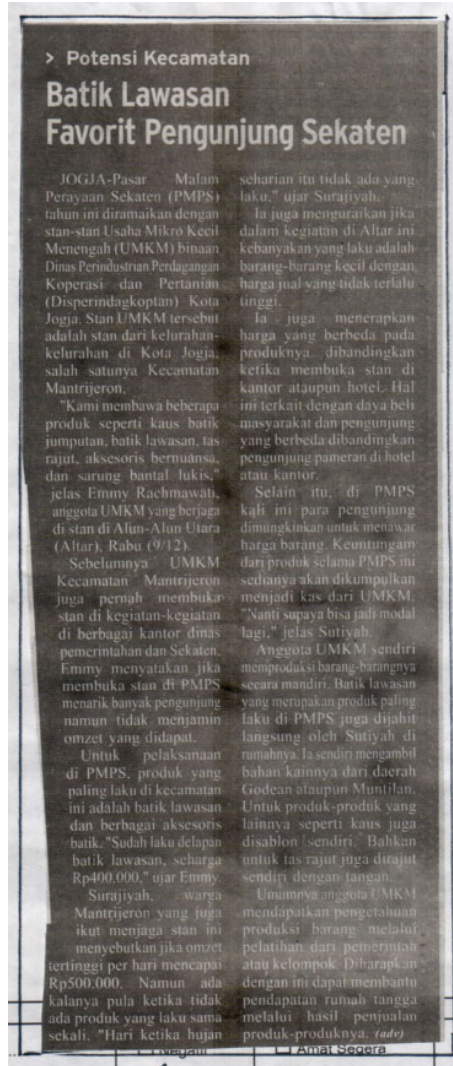 > Potensi Kecamatan
Batik Lawasan
Favorit Pengunjung Sekaten
JOGJA-Pasar Malam
Perayaan Sekaten (PMPS)
tahun ini diramaikan dengan
stan-stan Usaha Mikro Kecil
Menengah (UMKM) binaan
Dinas Perindustrian Perdagangan
Koperasi dan Pertanian
(Disperindagkoptan) Kota
Jogja. Stan UMKM tersebut
adalah stan dari kelurahan-
kelurahan di Kota Jogja,
salah satunya Kecamatan
Mantrijeron.
"Kami membawa beberapa
produk seperti kaus batik
jumputan, batik lawasan, tas
rajut, aksesoris bernuansa,
dan sarung bantal lukis,"
jelas Emmy Rachmawati,
anggota UMKM yang berjaga
di stan di Alun-Alun Utara
(Altar), Rabu (9/12).
Sebelumnya UMKM
Kecamatan Mantrijeron
juga pernah membuka
stan di kegiatan-kegiatan
di berbagai kantor dinas
pemerintahan dan Sekaten.
Emmy menyatakan jika
membuka stan di PMPS
menarik banyak pengunjung
namun tidak menjamin
omzet yang didapat.
Untuk pelaksanaan
di PMPS, produk yang
paling laku di kecamatan
ini adalah batik lawasan
dan berbagai aksesoris
batik. "Sudah laku delapan
batik lawasan, seharga
Rp400.000," ujar Emmy.
Surajiyah, warga
Mantrijeron yang juga
ikut menjaga stan ini
menyebutkan jika omzet
tertinggi per hari mencapai
Rp500.000. Namun ada
kalanya pula ketika tidak
ada produk yang laku sama
sekali. "Hari ketika hujan
seharian itu tidak ada yang
laku," ujar Surajiyah.
Ia juga menguraikan jika
dalam kegiatan di Altar ini
kebanyakan yang laku adalah
barang-barang kecil dengan
harga jual yang tidak terlalu
tinggi.
Ia juga menerapkan
harga yang berbeda pada
produknya dibandingkan
ketika membuka stan di
kantor ataupun hotel. Hal
ini terkait dengan daya beli
masyarakat dan pengunjung
yang berbeda dibandingkan
pengunjung pameran di hotel
atau kantor.
Selain itu, di PMPS
kali ini para pengunjung
dimungkinkan untuk menawar
harga barang. Keuntungan
dari produk selama PMPS ini
sedianya akan dikumpulkan
menjadi kas dari UMKM.
"Nanti supaya bisa jadi modal
lagi," jelas Sutiyah.
Anggota UMKM sendiri
memproduksi barang-barangnya
secara mandiri. Batik lawasan
yang merupakan produk paling
laku di PMPS juga dijahit
langsung oleh Sutiyah di
rumahnya. Ia sendiri mengambil
bahan kainnya dari daerah
Godean ataupun Muntilan.
Untuk produk-produk yang
lainnya seperti kaus juga
disablon sendiri. Bahkan
untuk tas rajut juga dirajut
sendiri dengan tangan.
Umumnya anggota UMKM
mendapatkan pengetahuan
produksi barang melalui
pelatihan dari pemerintah
atau kelompok. Diharapkan
dengan ini dapat membantu
pendapatan rumah tangga
melalui hasil penjualan
produk-produknya. (adv)
Amat Segera